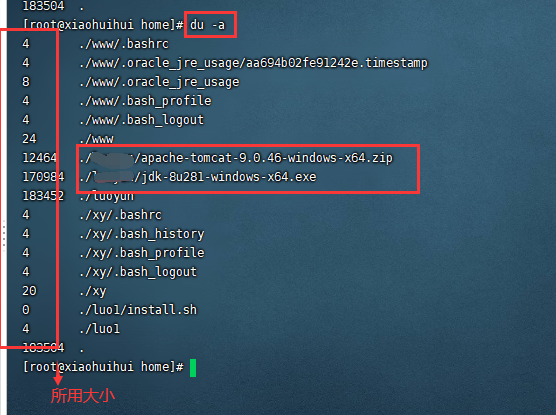 183504 .
[root@xiaohuihui home]# du -a
4 ./www/.bashrc
4 ./www/.oracle_jre_usage/aa694b02fe91242e.timestamp
8 ./www/.oracle_jre_usage
4 ./www/.bash_profile
4 ./www/.bash_logout
24 ./www
12464 ./ /apache-tomcat-9.0.46-windows-x64.zip
170984 ./ /jdk-8u281-windows-x64.exe
183452 ./luoyun
4 ./xy/.bashrc
4 ./xy/.bash_history
4 ./xy/.bash_profile
4 ./xy/.bash_logout
20 ./xy
0 ./luo1/install.sh
4 ./luo1
183504 .
[root@xiaohuihui home]#
所用大小